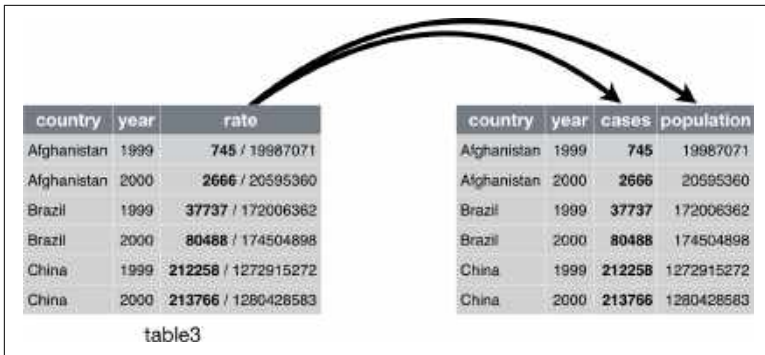 country year rate
Afghanistan 1999 745 / 19987071
Afghanistan 2000 2666 / 20595360
Brazil 1999 37737 / 172006362
Brazil 2000 80488 / 174504898
China 1999 212258 / 1272915272
China 2000 213766 / 1280428583
table3
country year cases population
Afghanistan 1999 745 19987071
Afghanistan 2000 2666 20595360
Brazil 1999 37737 172006362
Brazil 2000 80488 174504898
China 1999 212258 1272915272
China 2000 213766 1280428583